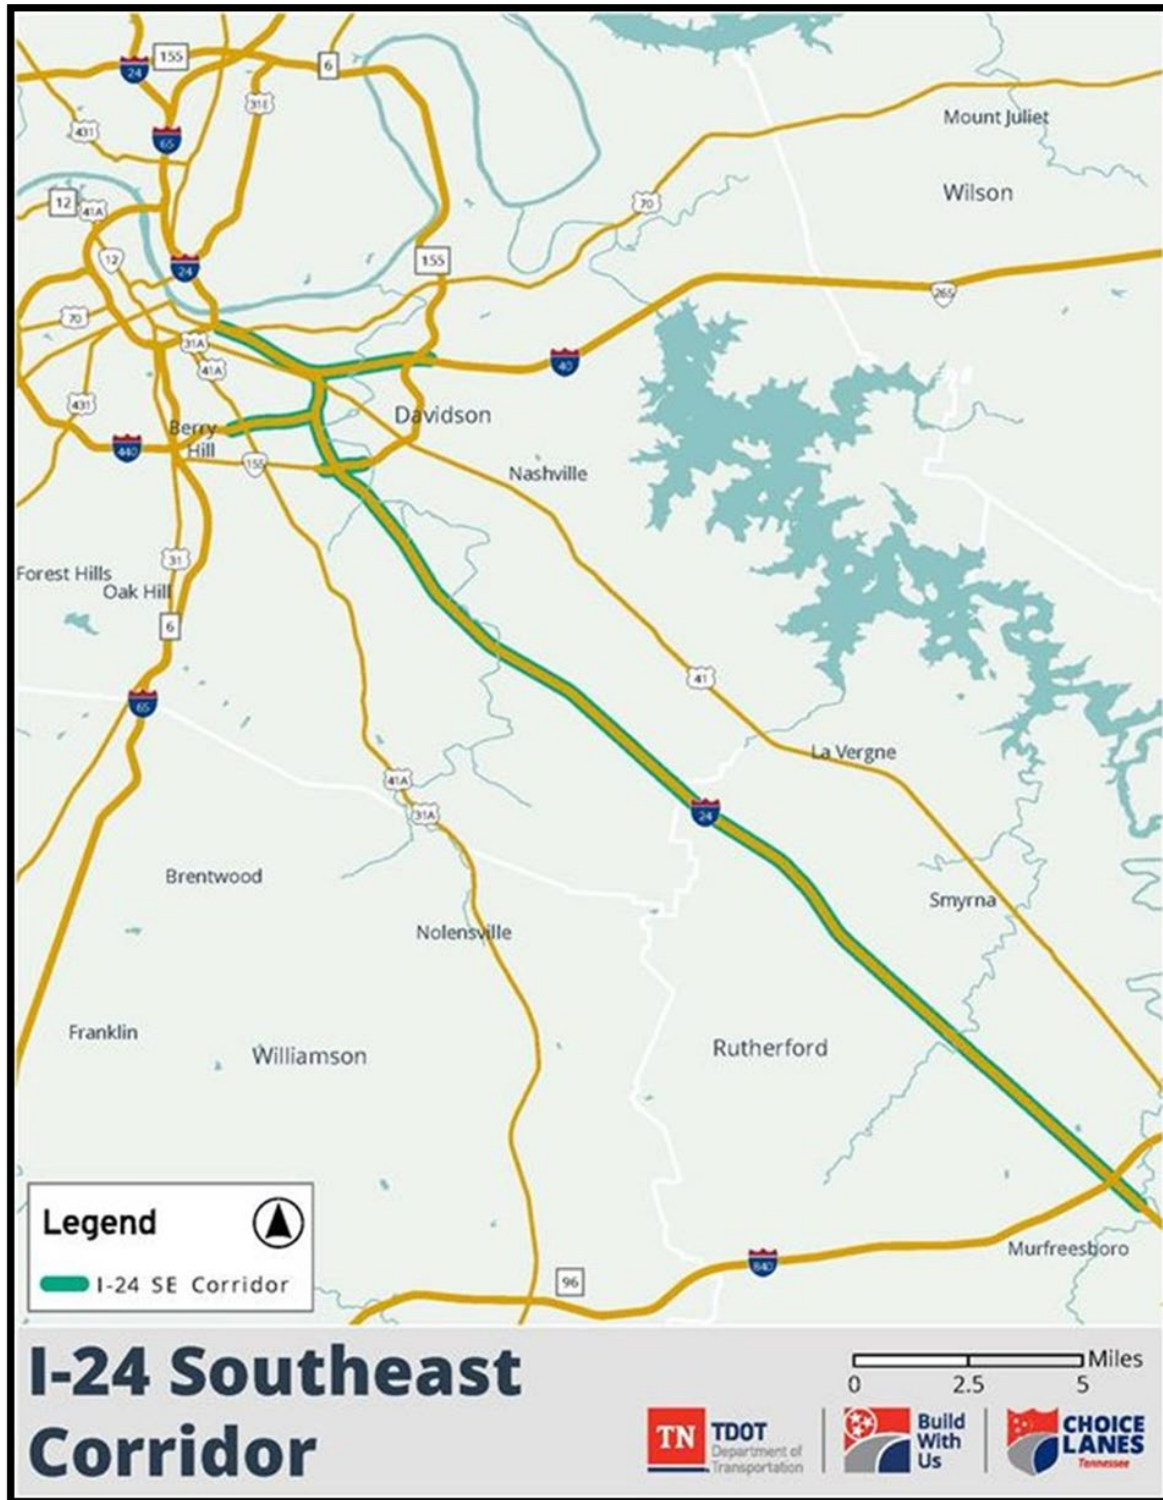 24
155
6
31E
431
65
Mount Juliet
Wilson
12
41A
70
12
155
24
265
70
31A
41A
40
431
Davidson
Berry
Hill
440
155
Nashville
31
Forest Hills
Oak Hill
6
41
65
La Vergne
41A
24
31A
Brentwood
Smyrna
Nolensville
Franklin
Williamson
Rutherford
Legend
I-24 SE Corridor
Murfreesboro
840
96
I-24 Southeast
Corridor
Miles
0 2.5 5
TN
TDOT
Department of
Transportation
Build
With
Us
CHOICE
LANES
Tennessee